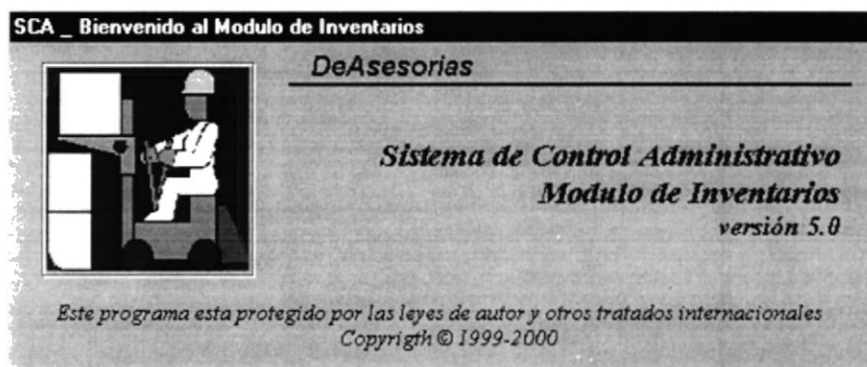 SCA _ Bienvenido al Modulo de Inventarios
DeAsesorias
Sistema de Control Administrativo
Modulo de Inventarios
versión 5.0
Este programa esta protegido por las leyes de autor y otros tratados internacionales
Copyrigth © 1999-2000